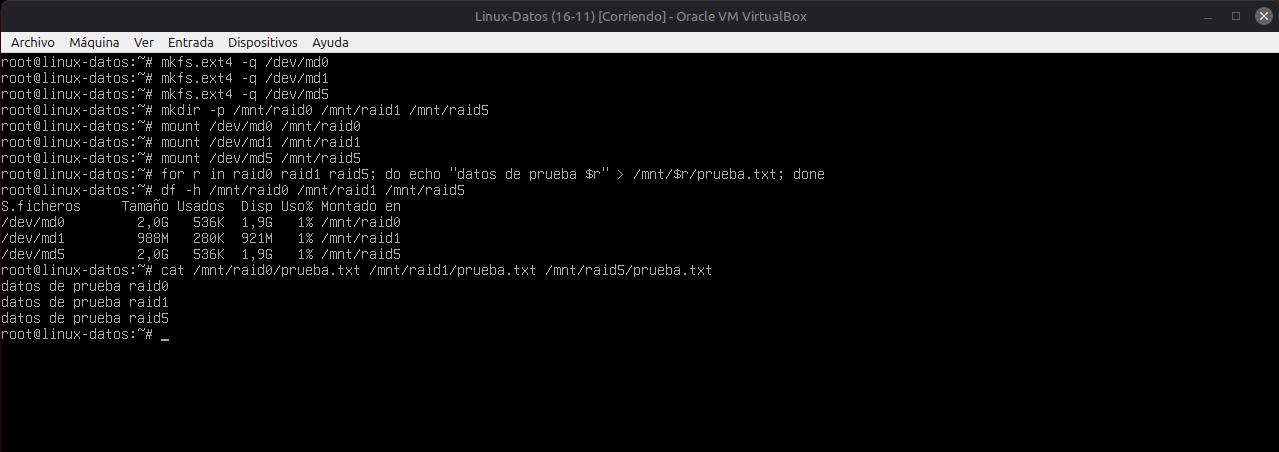 Linux-Datos (16-11) [Corriendo] - Oracle VM VirtualBox
Archivo Máquina Ver Entrada Dispositivos Ayuda
root@linux-datos:~# mkfs.ext4 -q /dev/md0
root@linux-datos:~# mkfs.ext4 -q /dev/md1
root@linux-datos:~# mkfs.ext4 -q /dev/md5
root@linux-datos:~# mkdir -p /mnt/raid0 /mnt/raid1 /mnt/raid5
root@linux-datos:~# mount /dev/md0 /mnt/raid0
root@linux-datos:~# mount /dev/md1 /mnt/raid1
root@linux-datos:~# mount /dev/md5 /mnt/raid5
root@linux-datos:~# for r in raid0 raid1 raid5; do echo "datos de prueba $r" > /mnt/$r/prueba.txt; done
root@linux-datos:~# df -h /mnt/raid0 /mnt/raid1 /mnt/raid5
S.ficheros     Tamaño Usados  Disp Uso% Montado en
/dev/md0         2,0G   536K  1,9G   1% /mnt/raid0
/dev/md1         988M   280K  921M   1% /mnt/raid1
/dev/md5         2,0G   536K  1,9G   1% /mnt/raid5
root@linux-datos:~# cat /mnt/raid0/prueba.txt /mnt/raid1/prueba.txt /mnt/raid5/prueba.txt
datos de prueba raid0
datos de prueba raid1
datos de prueba raid5
root@linux-datos:~# _